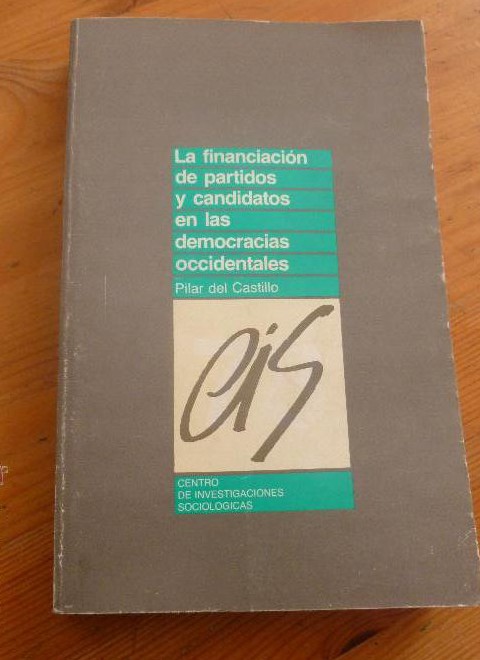 La financiación
de partidos
y candidatos
en las
democracias
occidentales
Pilar del Castillo
cis
CENTRO
DE INVESTIGACIONES
SOCIOLOGICAS